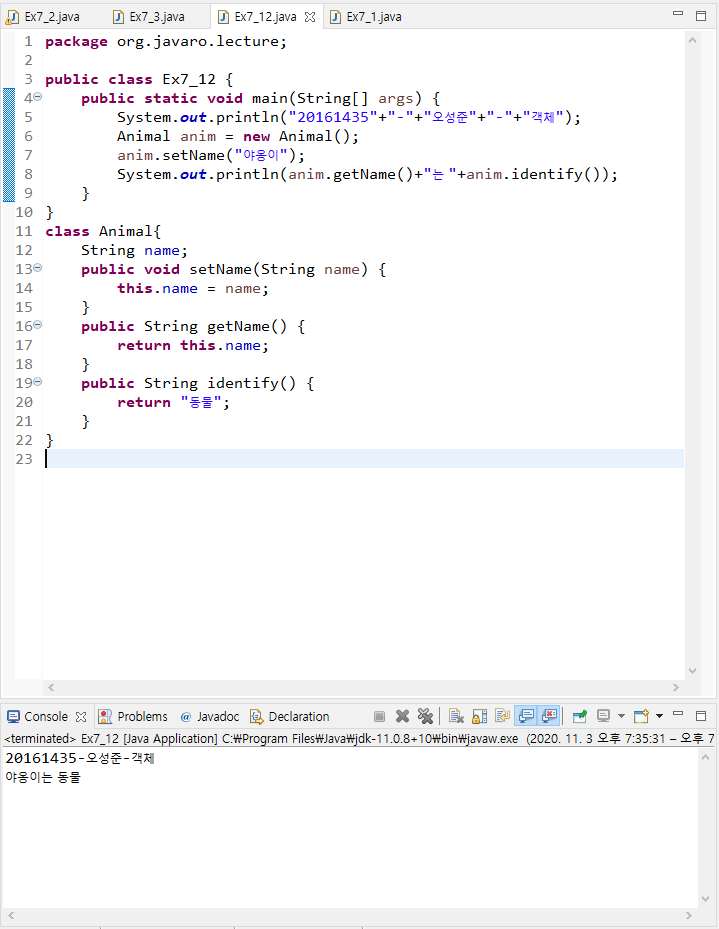 Ex7_2.java Ex7_3.java Ex7_12.java Ex7_1.java
1 package org.javaro.lecture;
2
3 public class Ex7_12 {
4 public static void main(String[] args) {
5 System.out.println("20161435"+"-"+"오성준"+"-"+"객체");
6 Animal anim = new Animal();
7 anim.setName("야옹이");
8 System.out.println(anim.getName()+"는 "+anim.identify());
9 }
10 }
11 class Animal{
12 String name;
13 public void setName(String name) {
14 this.name = name;
15 }
16 public String getName() {
17 return this.name;
18 }
19 public String identify() {
20 return "동물";
21 }
22 }
23
Console Problems @ Javadoc Declaration
<terminated> Ex7_12 [Java Application] C:₩Program Files₩Java₩jdk-11.0.8+10₩bin₩javaw.exe (2020. 11. 3 오후 7:35:31 – 오후 7
20161435-오성준-객체
야옹이는 동물